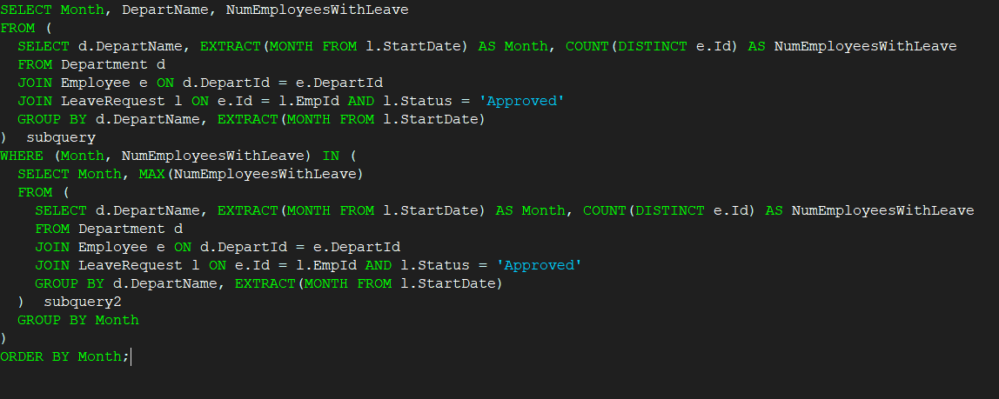 SELECT Month, DepartName, NumEmployeesWithLeave
FROM (
  SELECT d.DepartName, EXTRACT(MONTH FROM l.StartDate) AS Month, COUNT(DISTINCT e.Id) AS NumEmployeesWithLeave
  FROM Department d
  JOIN Employee e ON d.DepartId = e.DepartId
  JOIN LeaveRequest l ON e.Id = l.EmpId AND l.Status = 'Approved'
  GROUP BY d.DepartName, EXTRACT(MONTH FROM l.StartDate)
)  subquery
WHERE (Month, NumEmployeesWithLeave) IN (
  SELECT Month, MAX(NumEmployeesWithLeave)
  FROM (
    SELECT d.DepartName, EXTRACT(MONTH FROM l.StartDate) AS Month, COUNT(DISTINCT e.Id) AS NumEmployeesWithLeave
    FROM Department d
    JOIN Employee e ON d.DepartId = e.DepartId
    JOIN LeaveRequest l ON e.Id = l.EmpId AND l.Status = 'Approved'
    GROUP BY d.DepartName, EXTRACT(MONTH FROM l.StartDate)
  )  subquery2
  GROUP BY Month
)
ORDER BY Month;